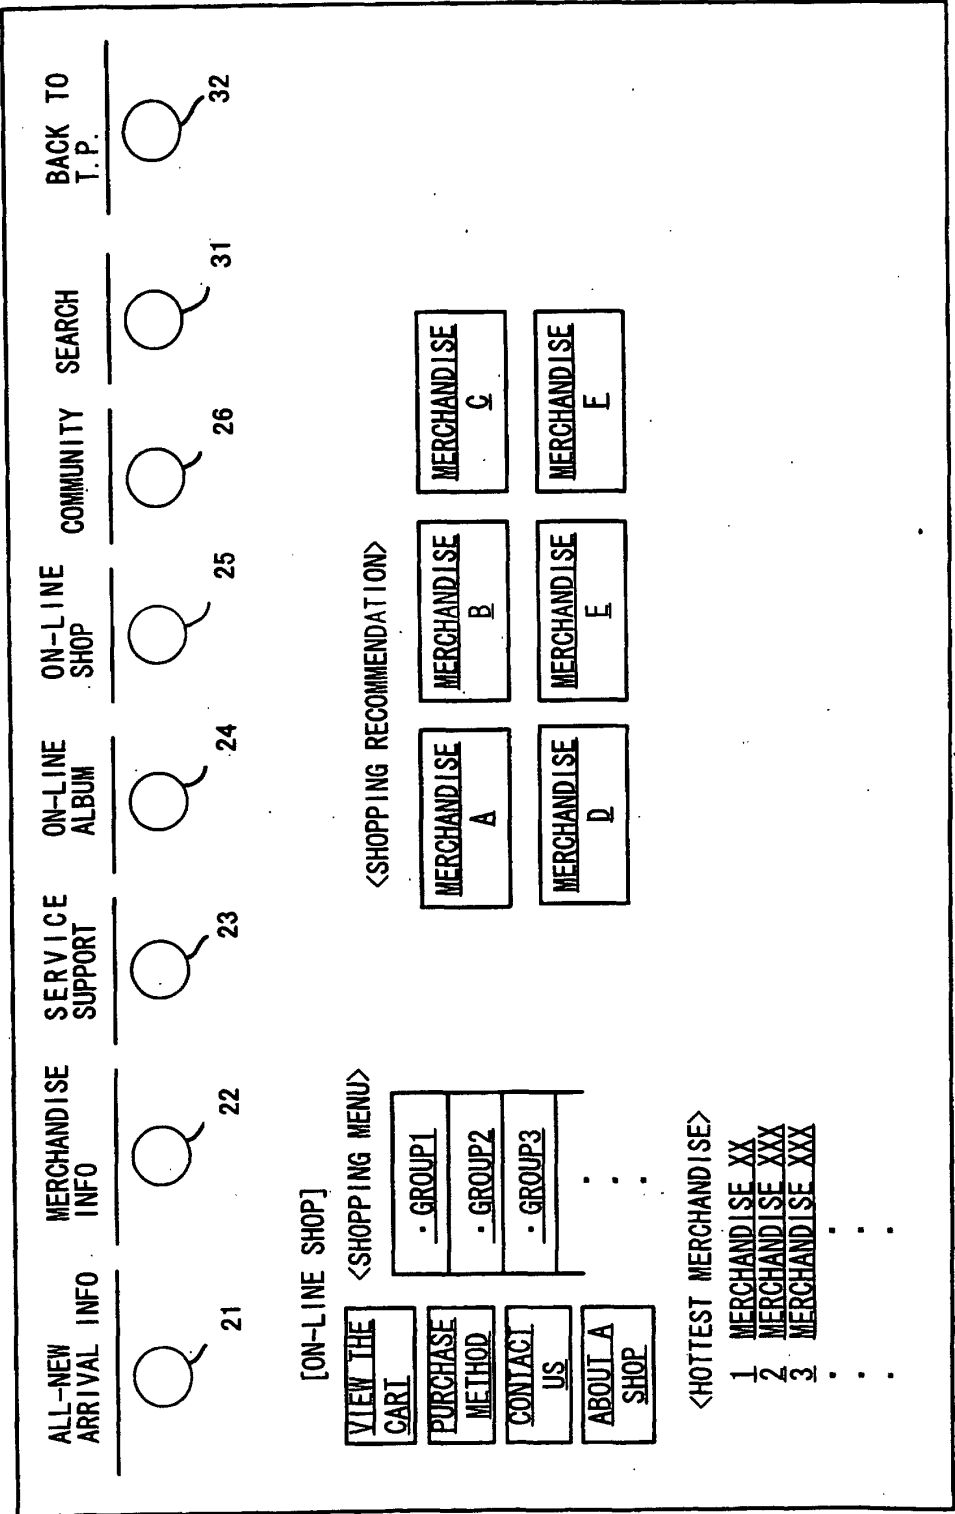 ALL-NEW
ARRIVAL INFO
21
MERCHANDISE
INFO
22
SERVICE
SUPPORT
23
ON-LINE
ALBUM
24
ON-LINE
SHOP
25
COMMUNITY
26
SEARCH
31
BACK TO
T.P.
32
[ON-LINE SHOP]
VIEW THE
CART
PURCHASE
METHOD
CONTACT
US
ABOUT A
SHOP
<SHOPPING MENU>
・GROUP1
・GROUP2
・GROUP3
<SHOPPING RECOMMENDATION>
MERCHANDISE
A
MERCHANDISE
B
MERCHANDISE
C
MERCHANDISE
D
MERCHANDISE
E
MERCHANDISE
F
<HOTTEST MERCHANDISE>
1 MERCHANDISE XX
2 MERCHANDISE XXX
3 MERCHANDISE XXX